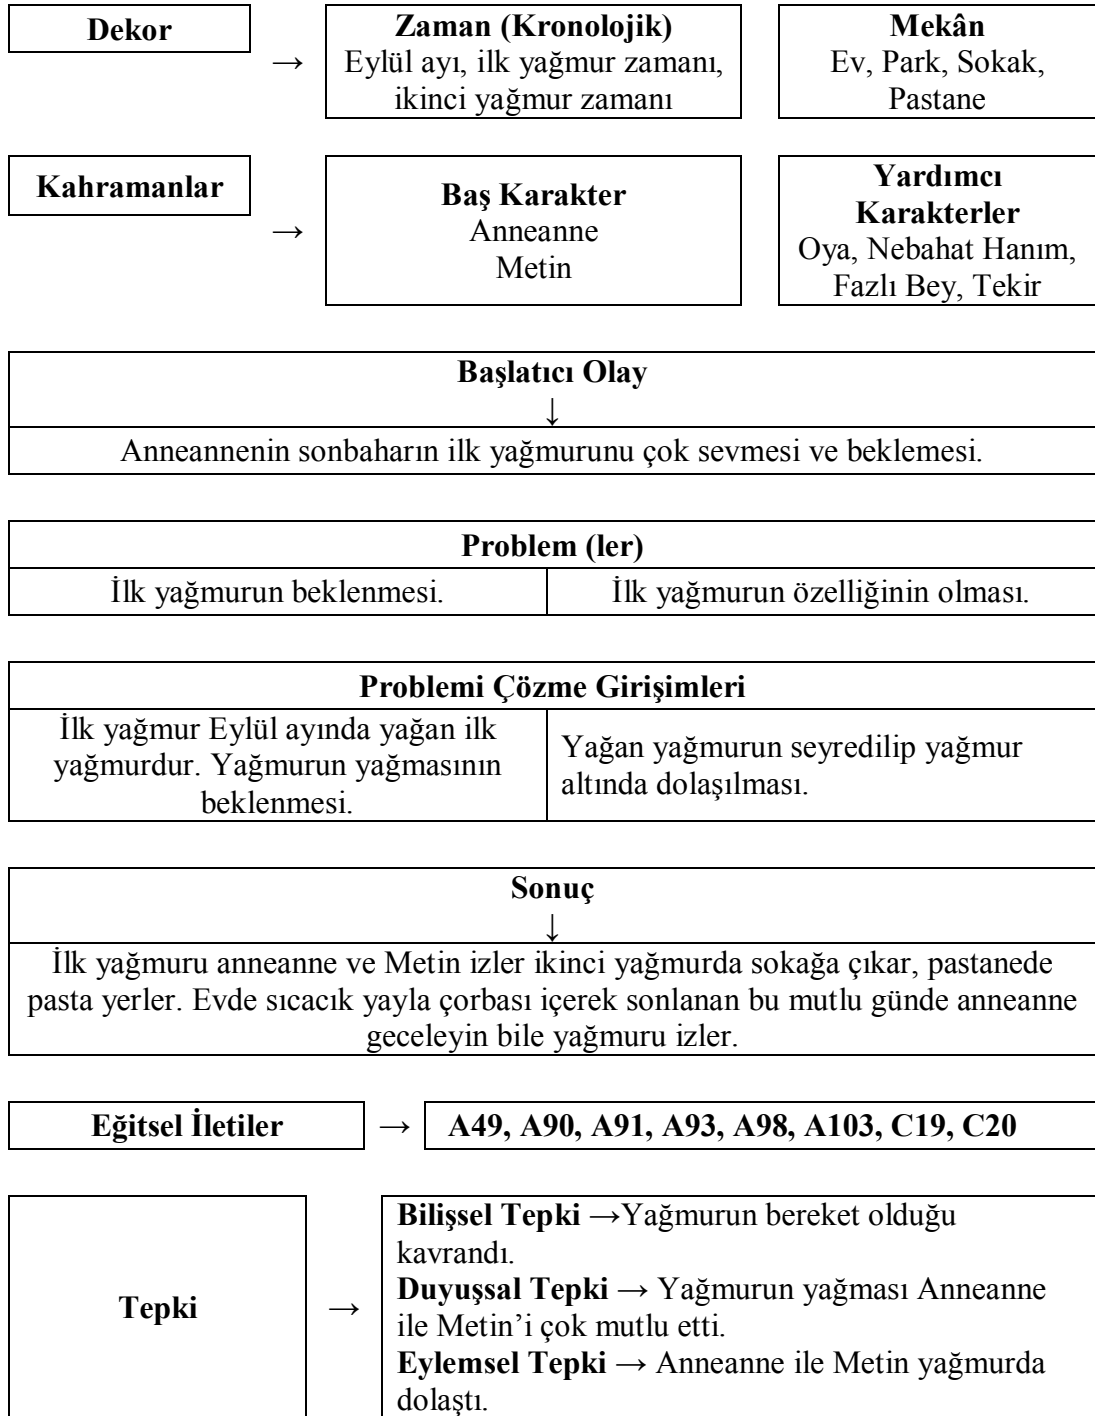 Dekor
→
Zaman (Kronolojik)
Eylül ayı, ilk yağmur zamanı,
ikinci yağmur zamanı
Mekân
Ev, Park, Sokak,
Pastane
Kahramanlar
→
Baş Karakter
Anneanne
Metin
Yardımcı
Karakterler
Oya, Nebahat Hanım,
Fazlı Bey, Tekir
Başlatıcı Olay
↓
Anneannenin sonbaharın ilk yağmurunu çok sevmesi ve beklemesi.
Problem (ler)
İlk yağmurun beklenmesi.
İlk yağmurun özelliğinin olması.
Problemi Çözme Girişimleri
İlk yağmur Eylül ayında yağan ilk
yağmurdur. Yağmurun yağmasının
beklenmesi.
Yağan yağmurun seyredilip yağmur
altında dolaşılması.
Sonuç
↓
İlk yağmuru anneanne ve Metin izler ikinci yağmurda sokağa çıkar, pastanede
pasta yerler. Evde sıcacık yayla çorbası içerek sonlanan bu mutlu günde anneanne
geceleyin bile yağmuru izler.
Eğitsel İletiler
→
A49, A90, A91, A93, A98, A103, C19, C20
Tepki
→
Bilişsel Tepki →Yağmurun bereket olduğu
kavrandı.
Duyuşsal Tepki → Yağmurun yağması Anneanne
ile Metin’i çok mutlu etti.
Eylemsel Tepki → Anneanne ile Metin yağmurda
dolaştı.